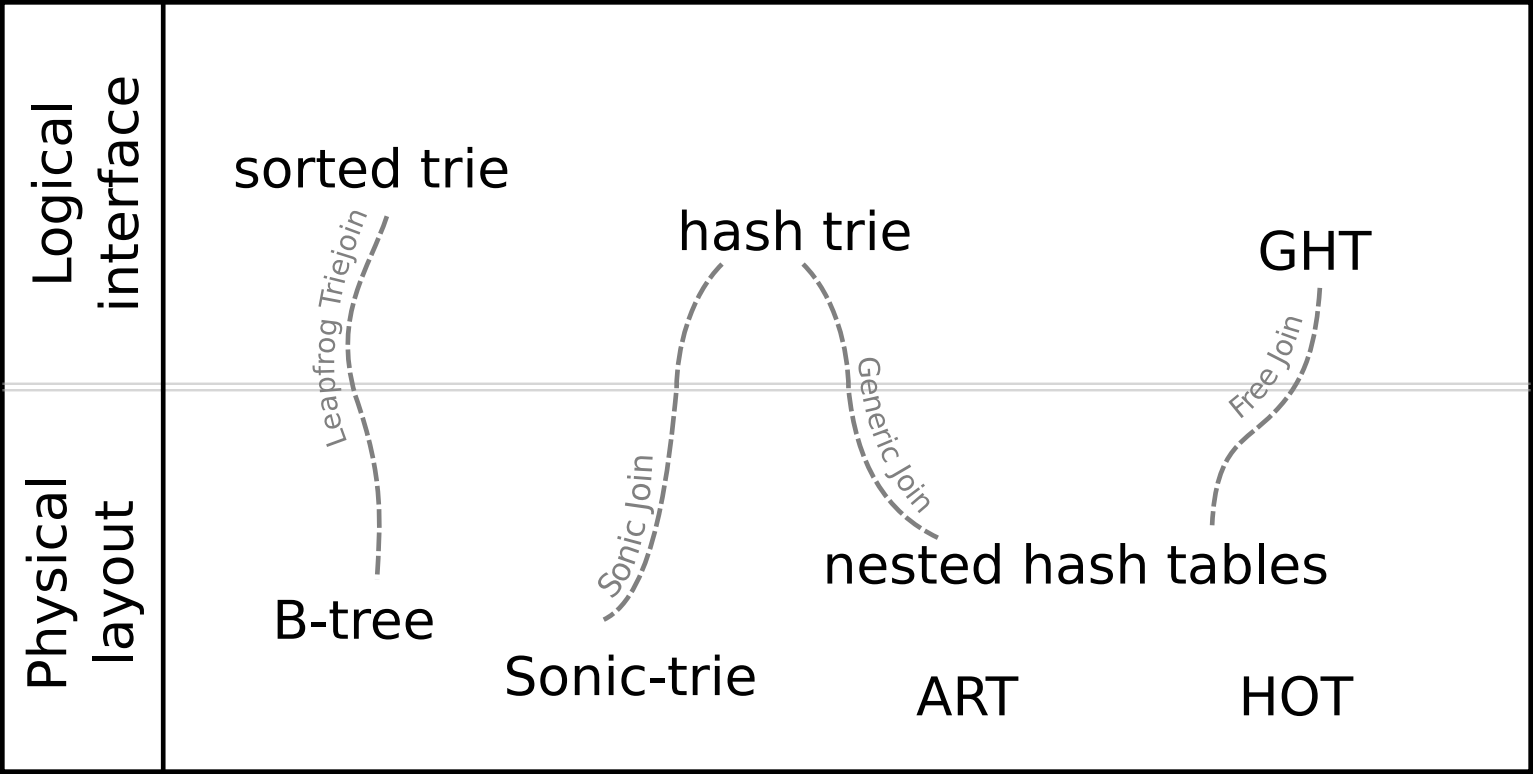 Logical
interface
sorted trie
hash trie
GHT
Leapfrog Triejoin
Sonic Join
Generic Join
Free Join
Physical
layout
B-tree
Sonic-trie
nested hash tables
ART
HOT